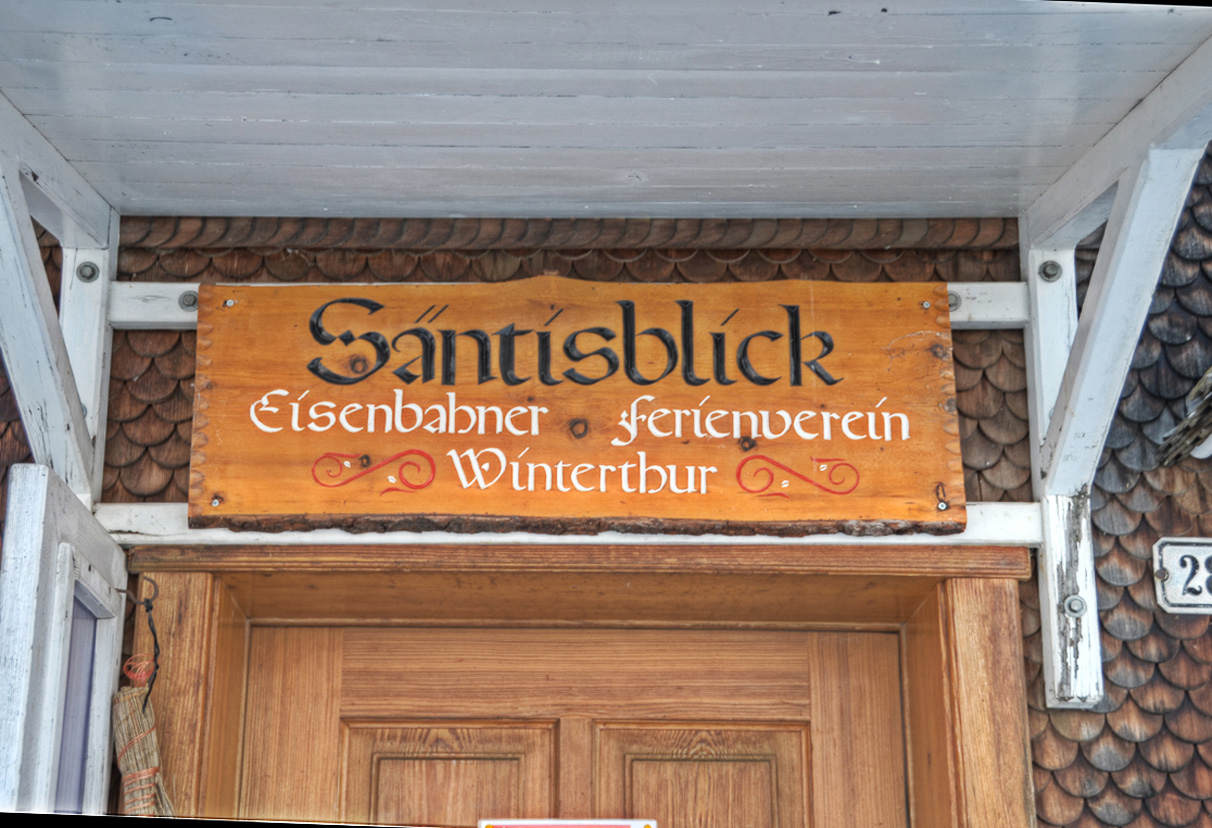 Säntisblick
Eisenbahner Ferienverein
Winterthur